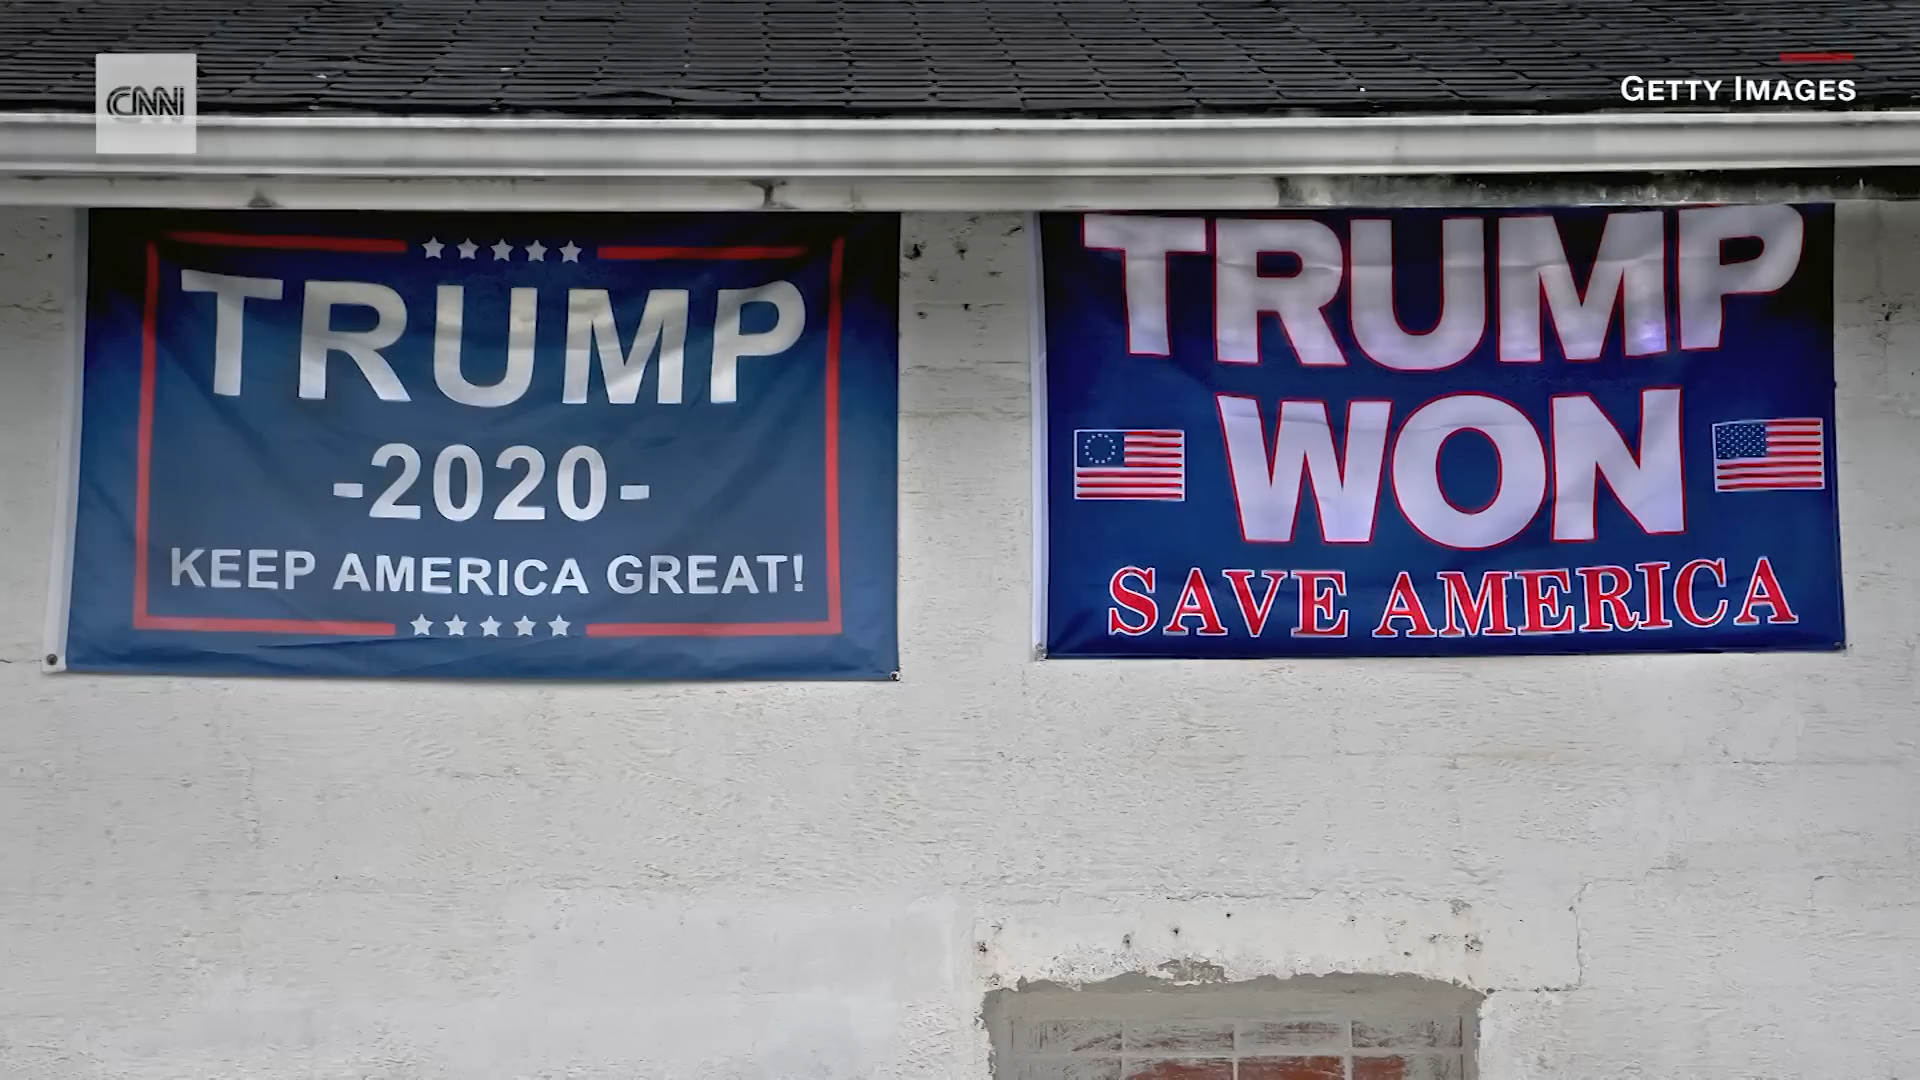 CNN
GETTY IMAGES
TRUMP
-2020-
KEEP AMERICA GREAT!
TRUMP
WON
SAVE AMERICA